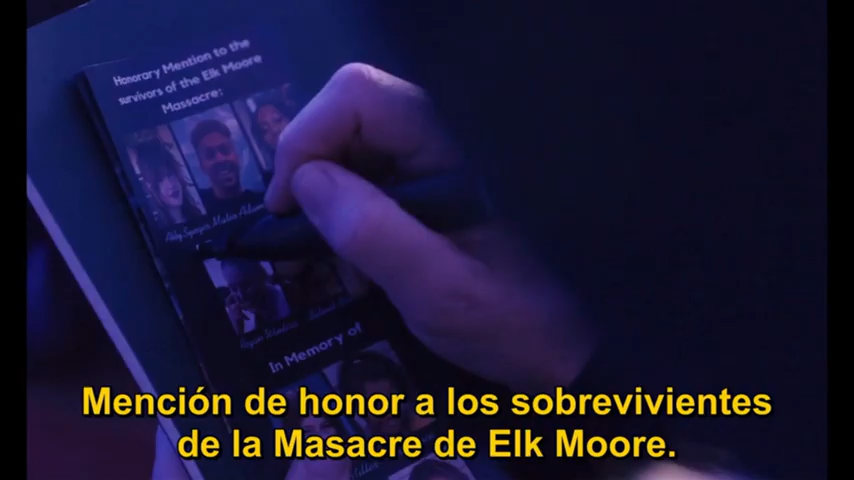 Honorary Mention to the
survivors of the Elk Moore
Massacre:
In Memory of
Mención de honor a los sobrevivientes
de la Masacre de Elk Moore.